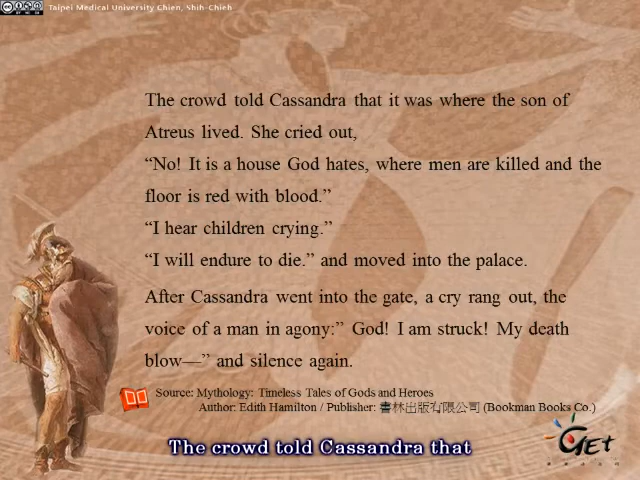 Taipei Medical University Chien, Shih-Chieh
The crowd told Cassandra that it was where the son of
Atreus lived. She cried out,
“No! It is a house God hates, where men are killed and the
floor is red with blood.”
“I hear children crying.”
“I will endure to die.” and moved into the palace.
After Cassandra went into the gate, a cry rang out, the
voice of a man in agony:” God! I am struck! My death
blow—” and silence again.
Source: Mythology: Timeless Tales of Gods and Heroes
Author: Edith Hamilton / Publisher: 書林出版有限公司 (Bookman Books Co.)
GET
The crowd told Cassandra that